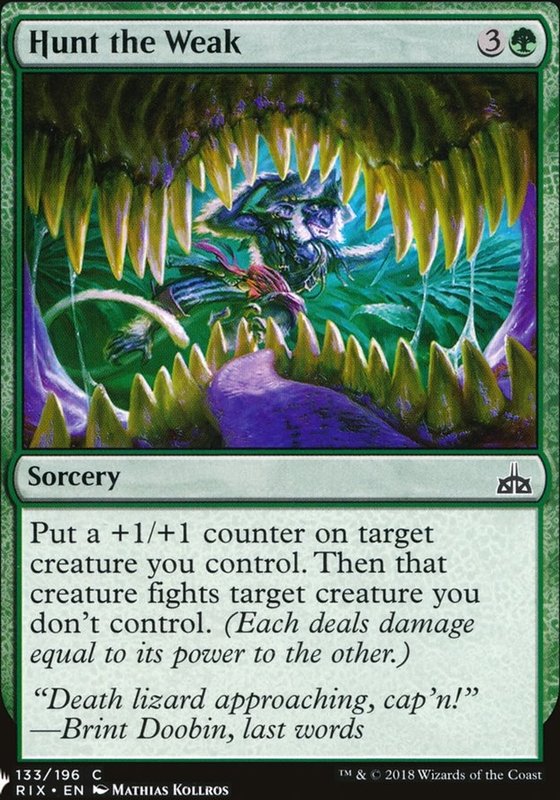 Hunt the Weak 3
Sorcery
Put a +1/+1 counter on target
creature you control. Then that
creature fights target creature you
don't control. (Each deals damage
equal to its power to the other.)
"Death lizard approaching, cap'n!"
—Brint Doobin, last words
133/196 C
RIX • EN Mathias Kollros
™ & © 2018 Wizards of the Coast